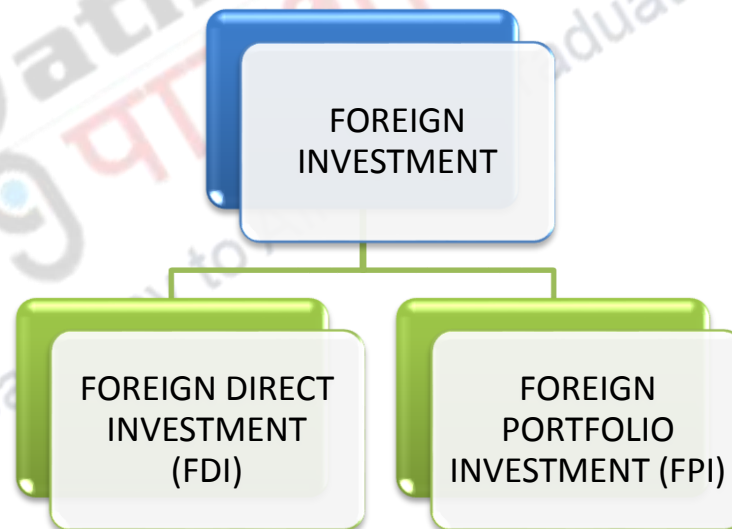 FOREIGN
INVESTMENT
FOREIGN DIRECT
INVESTMENT
(FDI)
FOREIGN
PORTFOLIO
INVESTMENT (FPI)